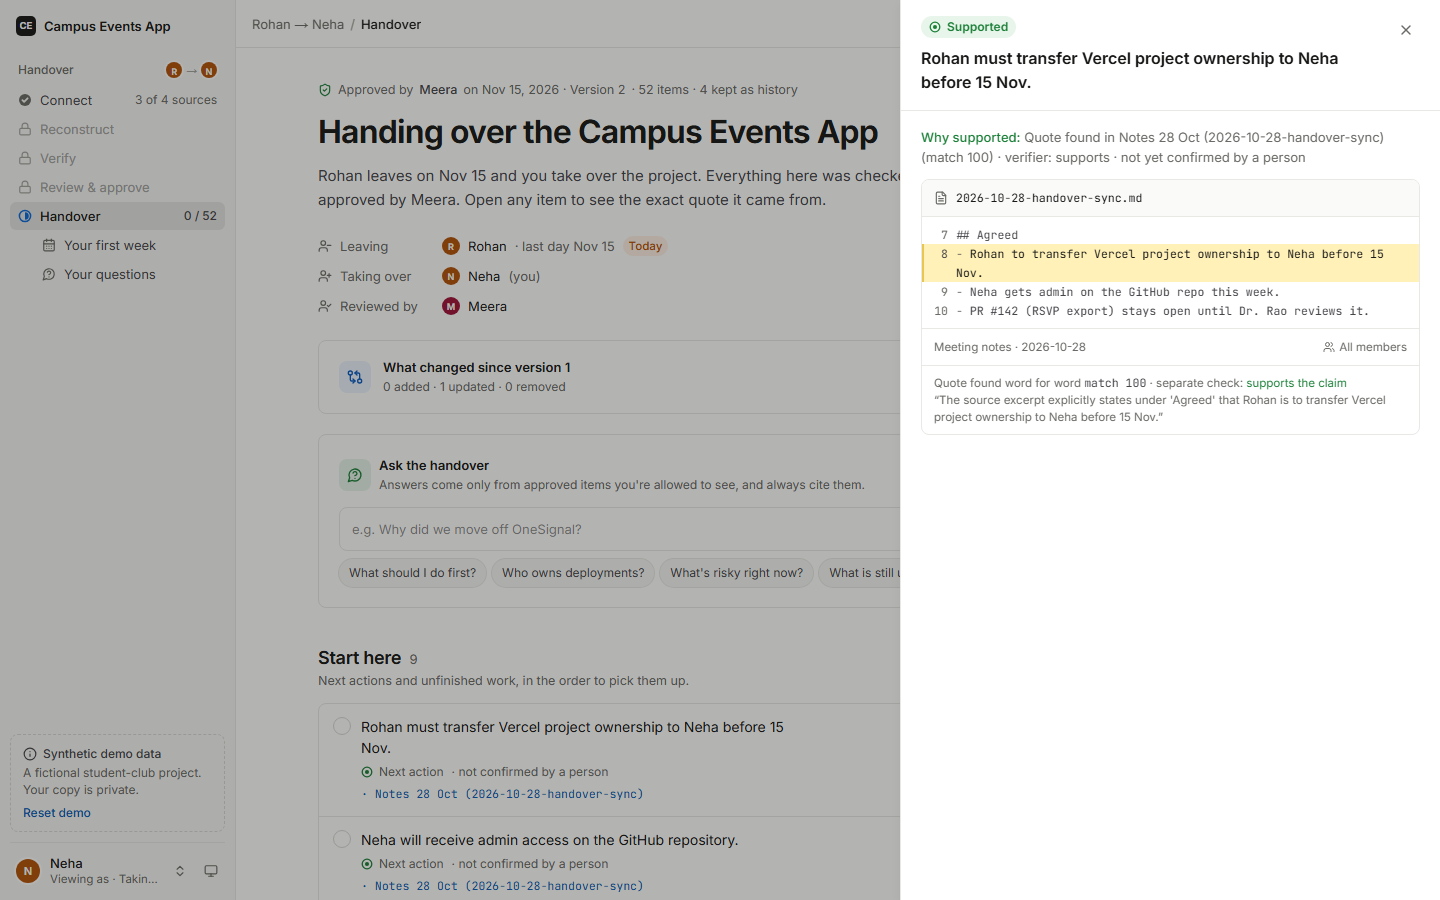 CE Campus Events App
Handover R → N
Connect 3 of 4 sources
Reconstruct
Verify
Review & approve
Handover 0 / 52
Your first week
Your questions
Synthetic demo data
A fictional student-club project.
Your copy is private.
Reset demo
N Neha
Viewing as · Takin...
Rohan → Neha / Handover
Approved by Meera on Nov 15, 2026 · Version 2 · 52 items · 4 kept as history
Handing over the Campus Events App
Rohan leaves on Nov 15 and you take over the project. Everything here was checke
approved by Meera. Open any item to see the exact quote it came from.
Leaving R Rohan · last day Nov 15 Today
Taking over N Neha (you)
Reviewed by M Meera
What changed since version 1
0 added · 1 updated · 0 removed
Ask the handover
Answers come only from approved items you're allowed to see, and always cite them.
e.g. Why did we move off OneSignal?
What should I do first? Who owns deployments? What's risky right now? What is still
Start here 9
Next actions and unfinished work, in the order to pick them up.
Rohan must transfer Vercel project ownership to Neha before 15
Nov.
Next action · not confirmed by a person
· Notes 28 Oct (2026-10-28-handover-sync)
Neha will receive admin access on the GitHub repository.
Next action · not confirmed by a person
· Notes 28 Oct (2026-10-28-handover-sync)
Supported
Rohan must transfer Vercel project ownership to Neha
before 15 Nov.
Why supported: Quote found in Notes 28 Oct (2026-10-28-handover-sync)
(match 100) · verifier: supports · not yet confirmed by a person
2026-10-28-handover-sync.md
7 ## Agreed
8 - Rohan to transfer Vercel project ownership to Neha before 15
Nov.
9 - Neha gets admin on the GitHub repo this week.
10 - PR #142 (RSVP export) stays open until Dr. Rao reviews it.
Meeting notes · 2026-10-28 All members
Quote found word for word match 100 · separate check: supports the claim
“The source excerpt explicitly states under 'Agreed' that Rohan is to transfer Vercel
project ownership to Neha before 15 Nov.”